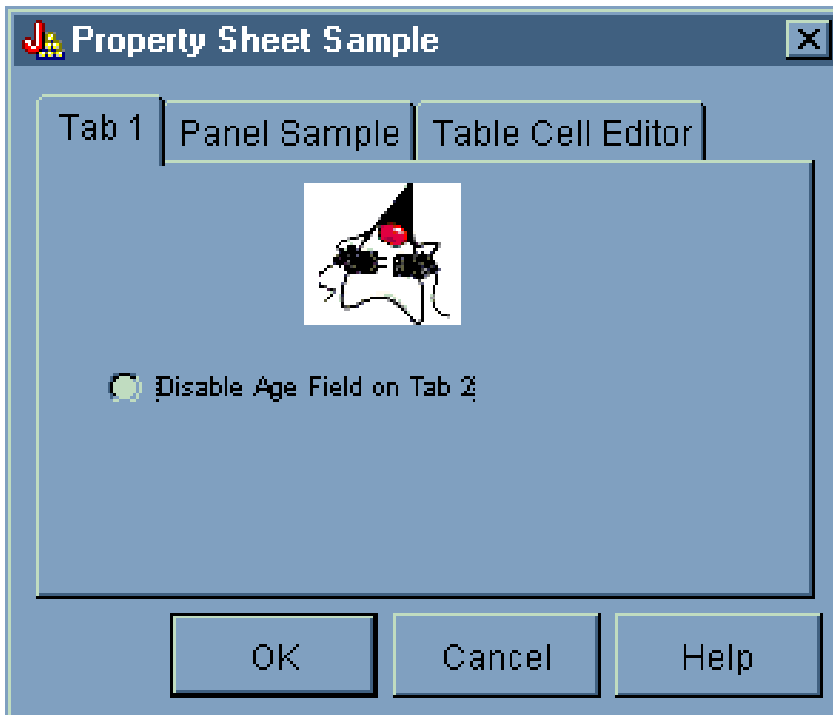 Property Sheet Sample
Tab 1 Panel Sample Table Cell Editor
Disable Age Field on Tab 2
OK Cancel Help